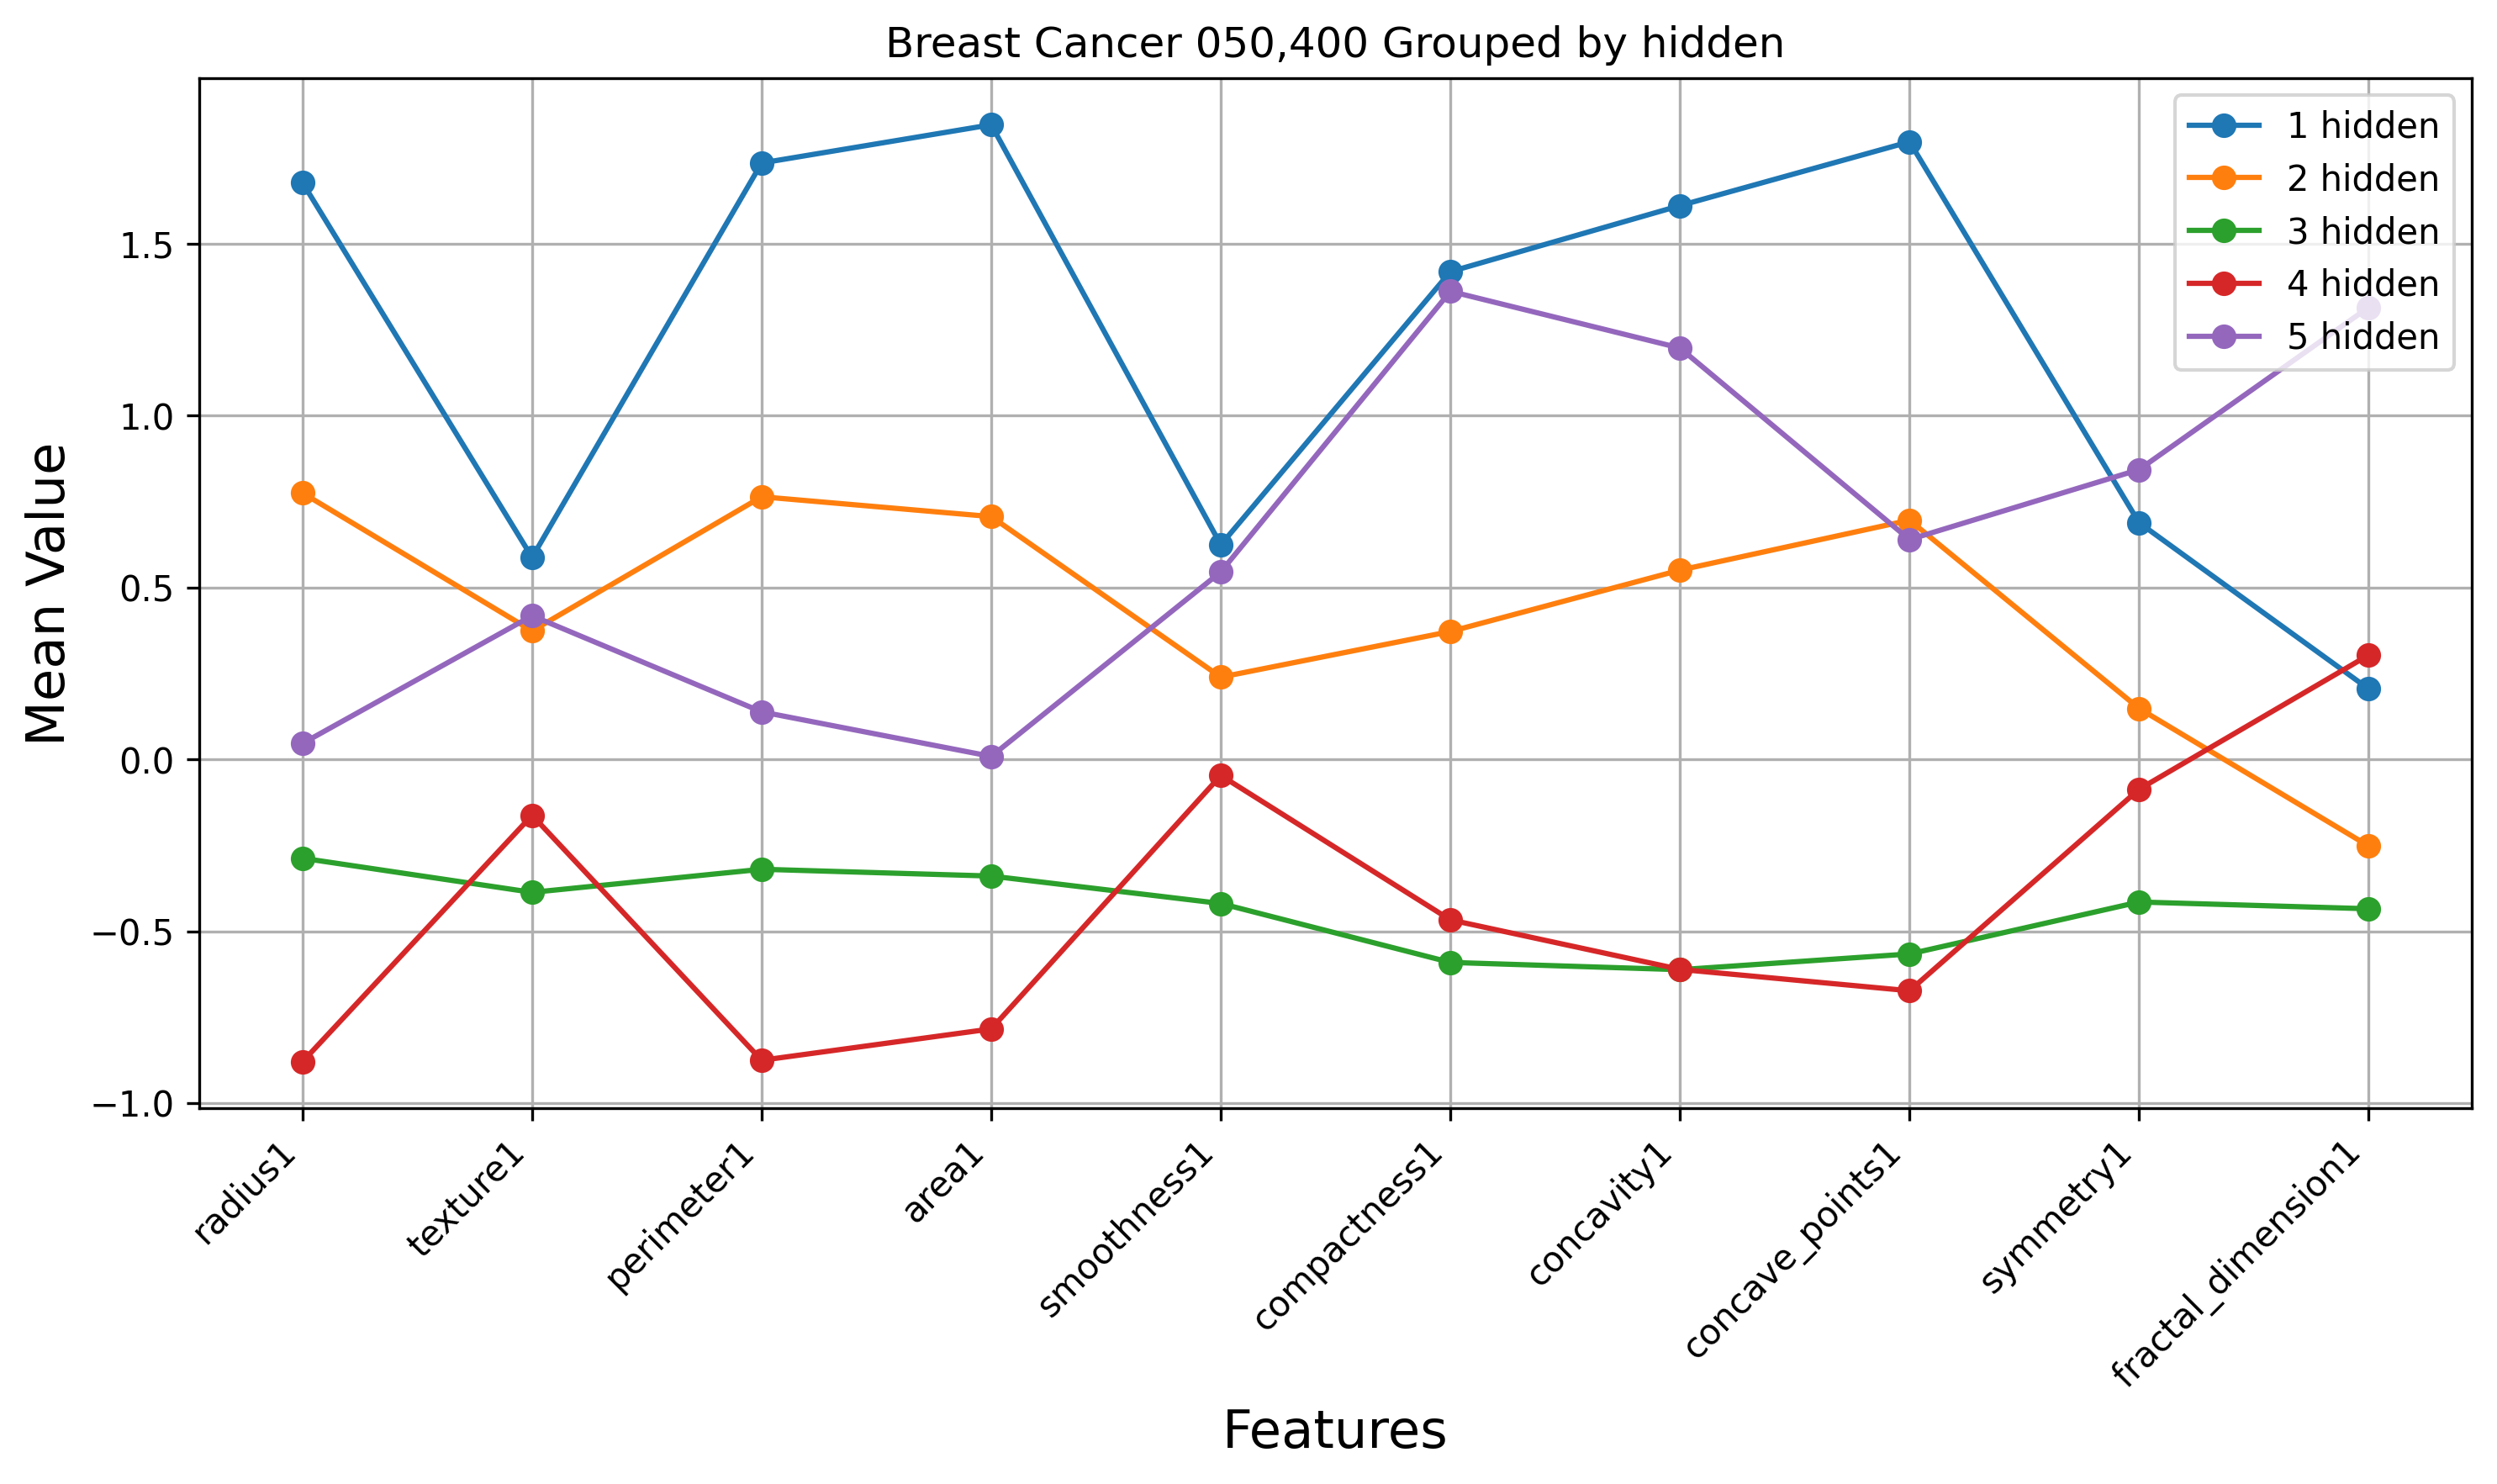 Breast Cancer 050,400 Grouped by hidden
1 hidden
2 hidden
3 hidden
4 hidden
5 hidden
Mean Value
1.5
1.0
0.5
0.0
−0.5
−1.0
radius1
texture1
perimeter1
area1
smoothness1
compactness1
concavity1
concave_points1
symmetry1
fractal_dimension1
Features